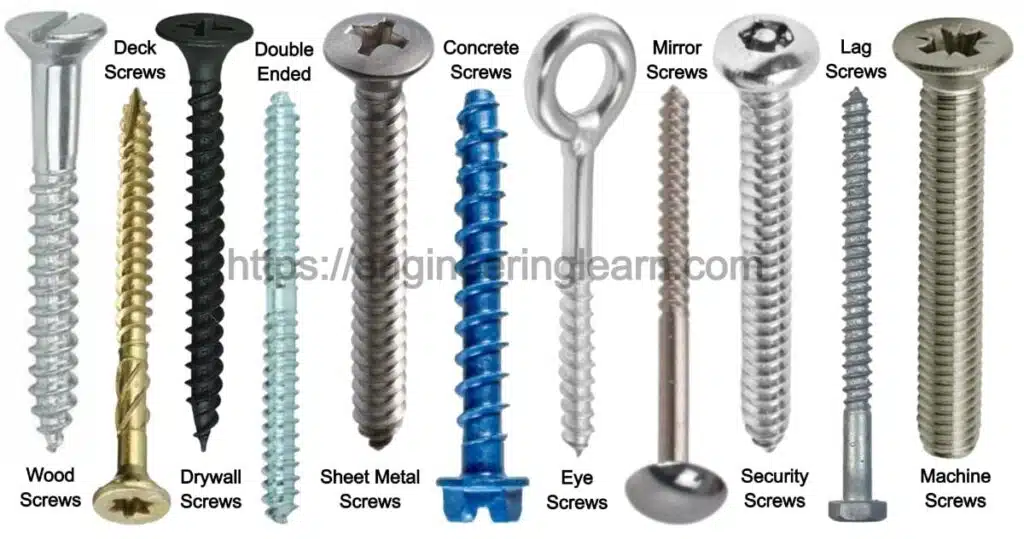 Deck
Screws
Double
Ended
Concrete
Screws
Mirror
Screws
Lag
Screws
https://engineeringlearn.com
Wood
Screws
Drywall
Screws
Sheet Metal
Screws
Eye
Screws
Security
Screws
Machine
Screws